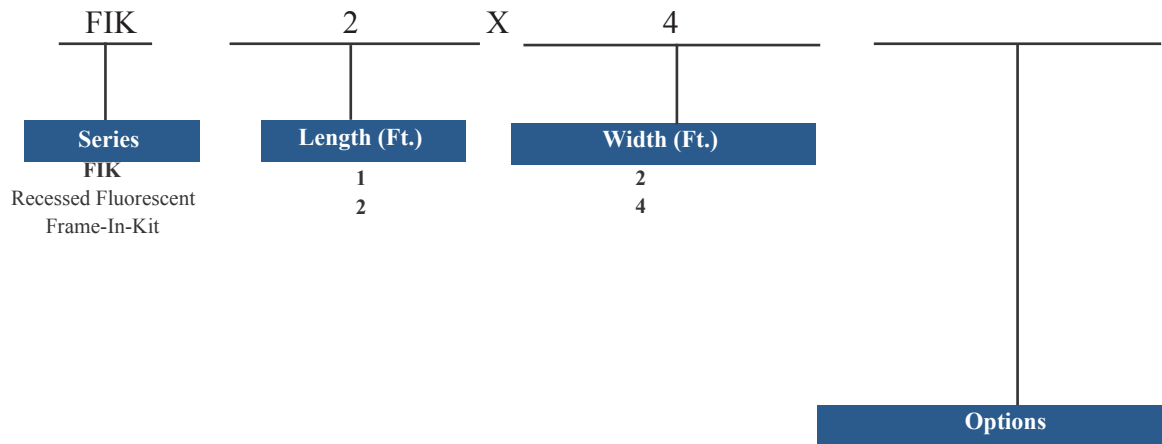 FIK 2 X 4
Series Length (Ft.) Width (Ft.)
FIK 1 2
Recessed Fluorescent 2 4
Frame-In-Kit
Options